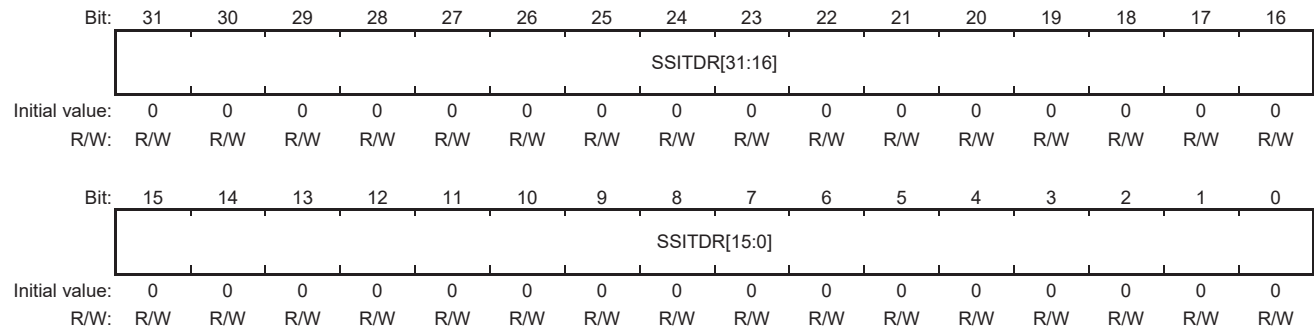 Bit: 31 30 29 28 27 26 25 24 23 22 21 20 19 18 17 16
SSITDR[31:16]
Initial value: 0 0 0 0 0 0 0 0 0 0 0 0 0 0 0 0
R/W: R/W R/W R/W R/W R/W R/W R/W R/W R/W R/W R/W R/W R/W R/W R/W R/W
Bit: 15 14 13 12 11 10 9 8 7 6 5 4 3 2 1 0
SSITDR[15:0]
Initial value: 0 0 0 0 0 0 0 0 0 0 0 0 0 0 0 0
R/W: R/W R/W R/W R/W R/W R/W R/W R/W R/W R/W R/W R/W R/W R/W R/W R/W